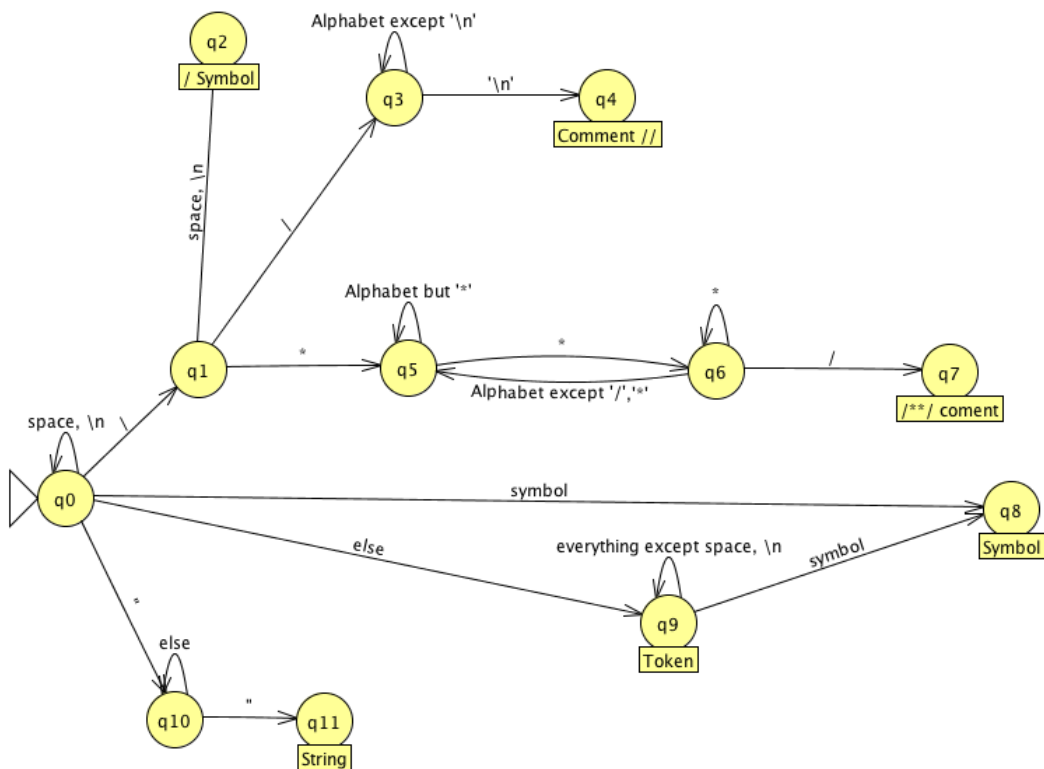 Alphabet except '\n'
q2
/ Symbol
q3
'\n'
q4
Comment //
space, \n
/
Alphabet but '*'
*
q1
*
q5
*
Alphabet except '/','*'
q6
/
q7
/**/ coment
space, \n
/
q0
symbol
q8
Symbol
else
everything except space, \n
symbol
q9
Token
"
else
q10
"
q11
String